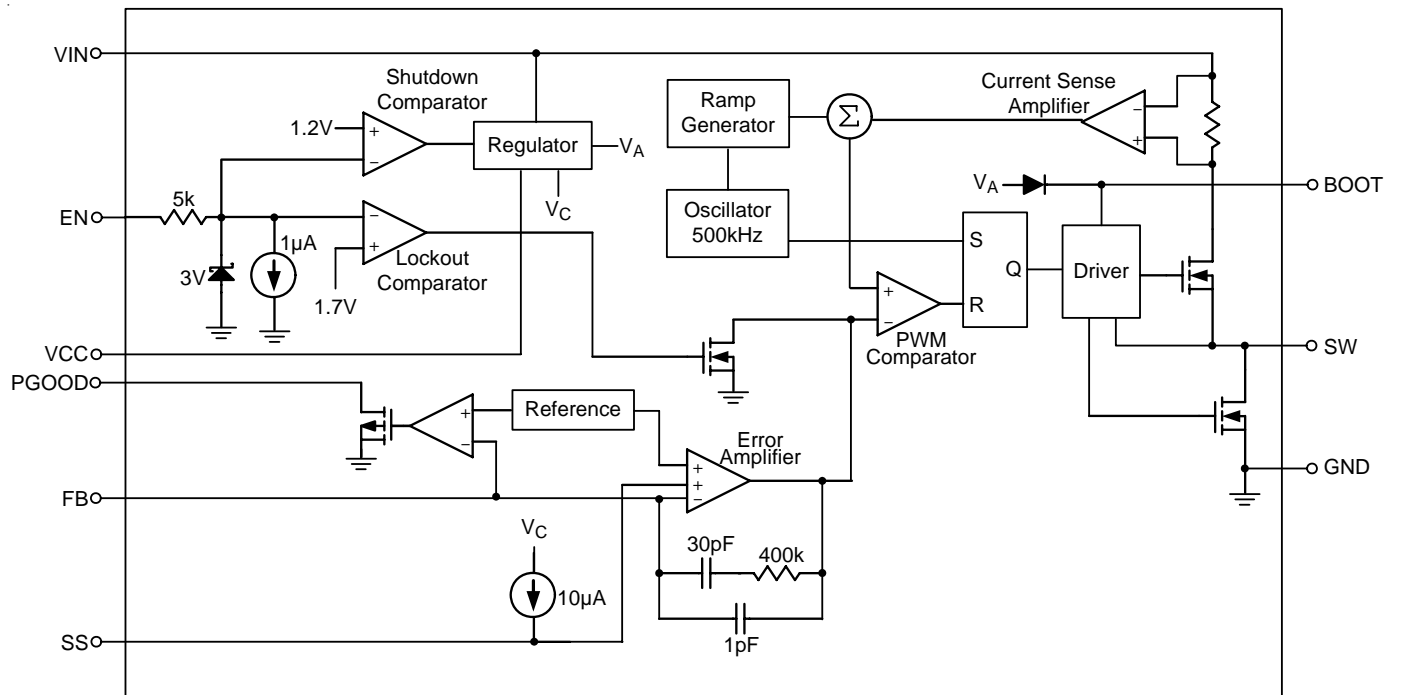 VIN
Shutdown
Comparator
1.2V
+
−
Regulator
VA
VC
Ramp
Generator
Σ
Current Sense
Amplifier
−
+
VA
BOOT
EN
5k
3V
1µA
−
+
1.7V
Lockout
Comparator
Oscillator
500kHz
S
R
Q
Driver
+
−
PWM
Comparator
SW
VCC
PGOOD
+
−
Reference
Error
Amplifier
+
+
−
GND
FB
VC
10µA
30pF
400k
1pF
SS